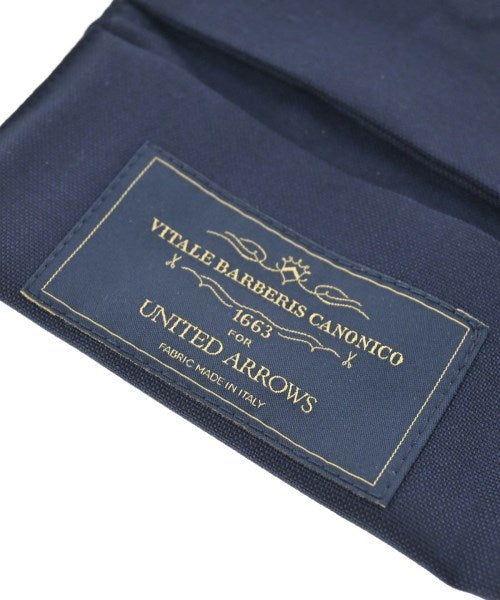 VITALE BARBERIS CANONICO
1663
FOR
UNITED ARROWS
FABRIC MADE IN ITALY